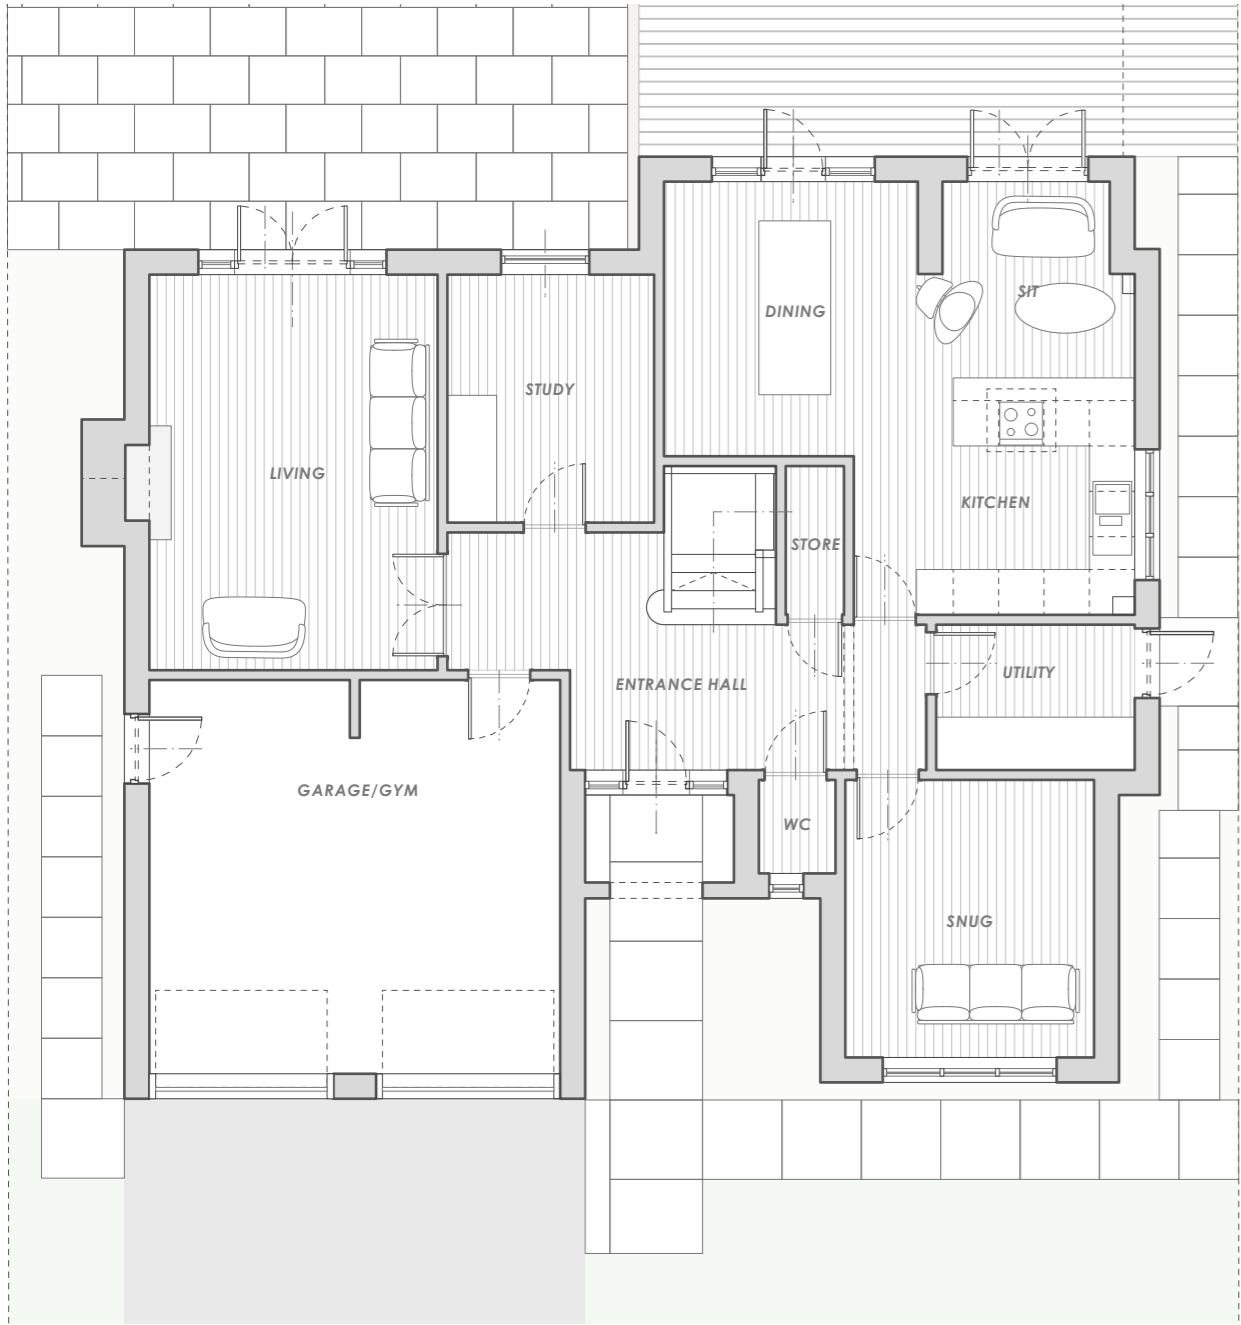 DINING
SIT
STUDY
LIVING
KITCHEN
STORE
UTILITY
ENTRANCE HALL
GARAGE/GYM
WC
SNUG